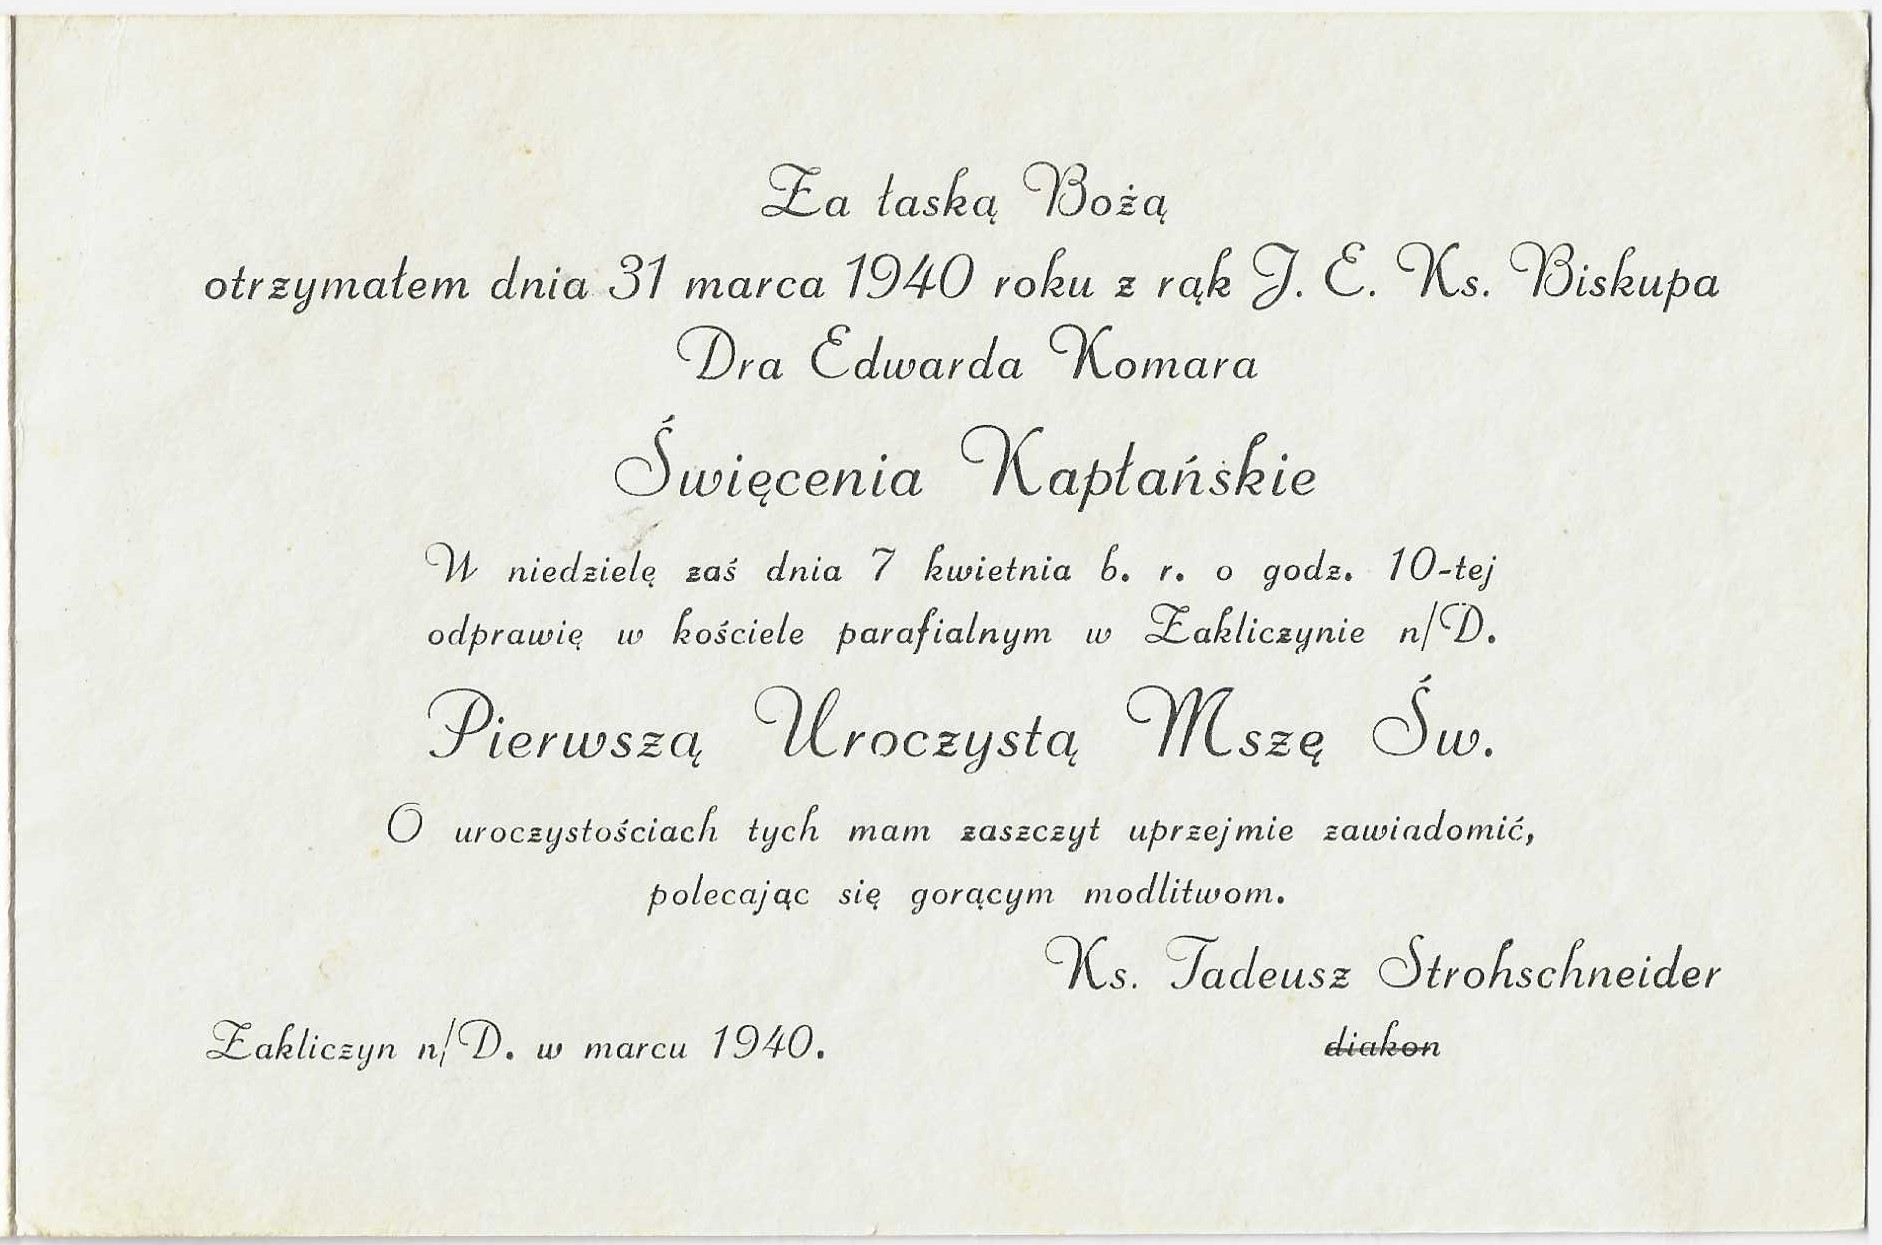 Za łaską Bożą
otrzymałem dnia 31 marca 1940 roku z rąk J. E. Ks. Biskupa
Dra Edwarda Komara
Święcenia Kapłańskie
W niedzielę zaś dnia 7 kwietnia b. r. o godz. 10-tej
odprawię w kościele parafialnym w Zakliczynie n/D.
Pierwszą Uroczystą Mszę Św.
O uroczystościach tych mam zaszczyt uprzejmie zawiadomić,
polecając się gorącym modlitwom.
Ks. Tadeusz Strohschneider
diakon
Zakliczyn n/D. w marcu 1940.